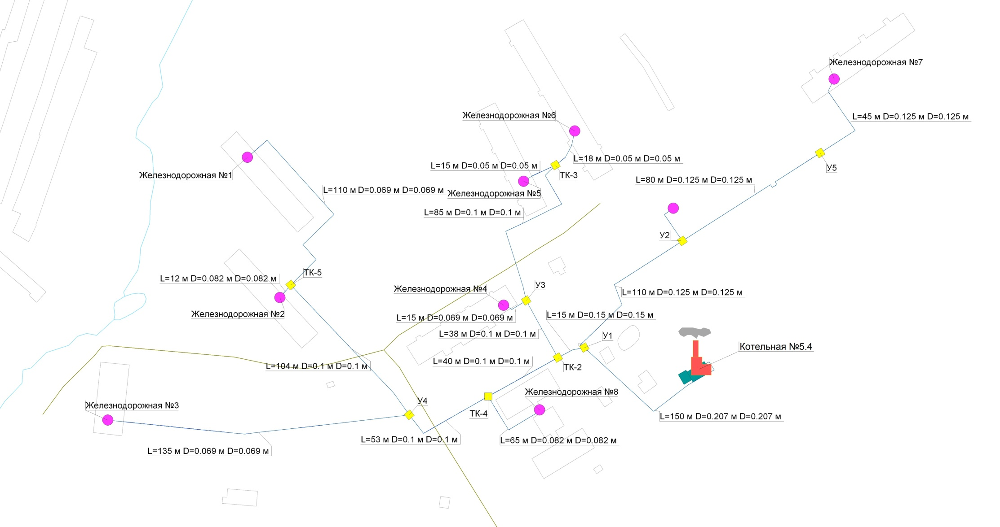 Железнодорожная №7
Железнодорожная №6
L=45 м D=0.125 м D=0.125 м
L=18 м D=0.05 м D=0.05 м
L=15 м D=0.05 м D=0.05 м
У5
Железнодорожная №1
ТК-3
L=80 м D=0.125 м D=0.125 м
L=110 м D=0.069 м D=0.069 м
Железнодорожная №5
L=85 м D=0.1 м D=0.1 м
У2
ТК-5
L=12 м D=0.082 м D=0.082 м
У3
Железнодорожная №4
L=110 м D=0.125 м D=0.125 м
Железнодорожная №2
L=15 м D=0.069 м D=0.069 м
L=15 м D=0.15 м D=0.15 м
L=38 м D=0.1 м D=0.1 м
У1
Котельная №5.4
L=40 м D=0.1 м D=0.1 м
L=104 м D=0.1 м D=0.1 м
ТК-2
Железнодорожная №8
У4
Железнодорожная №3
ТК-4
L=150 м D=0.207 м D=0.207 м
L=53 м D=0.1 м D=0.1 м
L=65 м D=0.082 м D=0.082 м
L=135 м D=0.069 м D=0.069 м